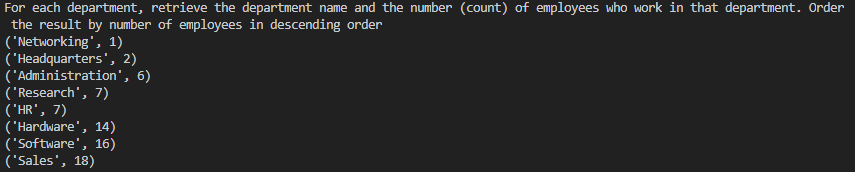 For each department, retrieve the department name and the number (count) of employees who work in that department. Order
 the result by number of employees in descending order
('Networking', 1)
('Headquarters', 2)
('Administration', 6)
('Research', 7)
('HR', 7)
('Hardware', 14)
('Software', 16)
('Sales', 18)